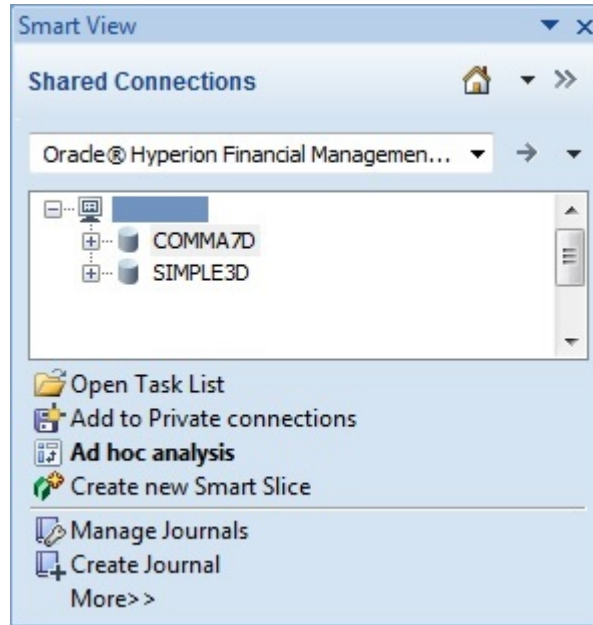 Smart View
Shared Connections
Oracle® Hyperion Financial Managemen...
COMMA7D
SIMPLE3D
Open Task List
Add to Private connections
Ad hoc analysis
Create new Smart Slice
Manage Journals
Create Journal
More>>